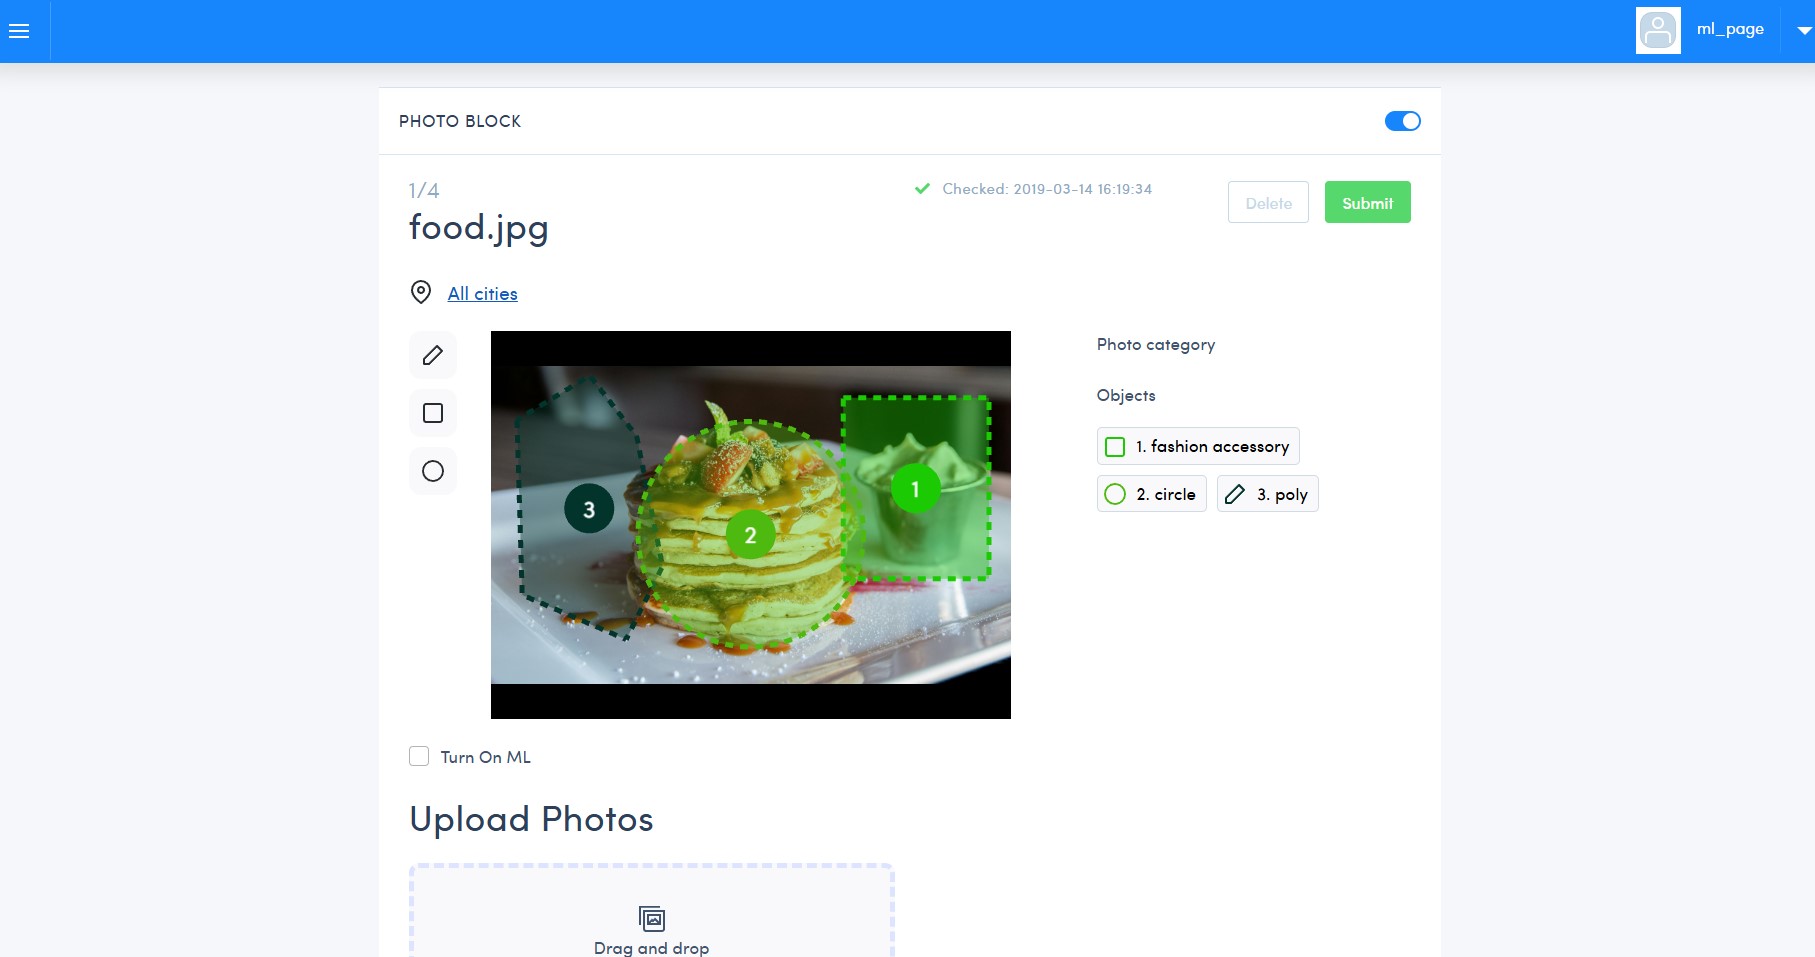 ml_page
PHOTO BLOCK
1/4
Checked: 2019-03-14 16:19:34
Delete
Submit
food.jpg
All cities
Photo category
Objects
1. fashion accessory
2. circle
3. poly
1
2
3
Turn On ML
Upload Photos
Drag and drop